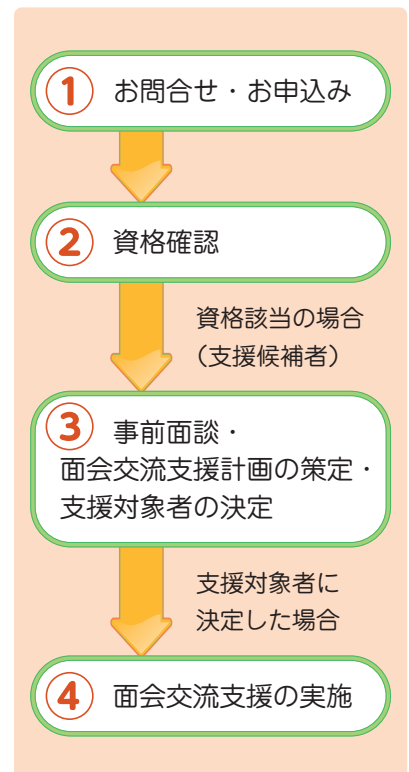 ① お問合せ・お申込み
② 資格確認
資格該当の場合
（支援候補者）
③ 事前面談・
面会交流支援計画の策定・
支援対象者の決定
支援対象者に
決定した場合
④ 面会交流支援の実施